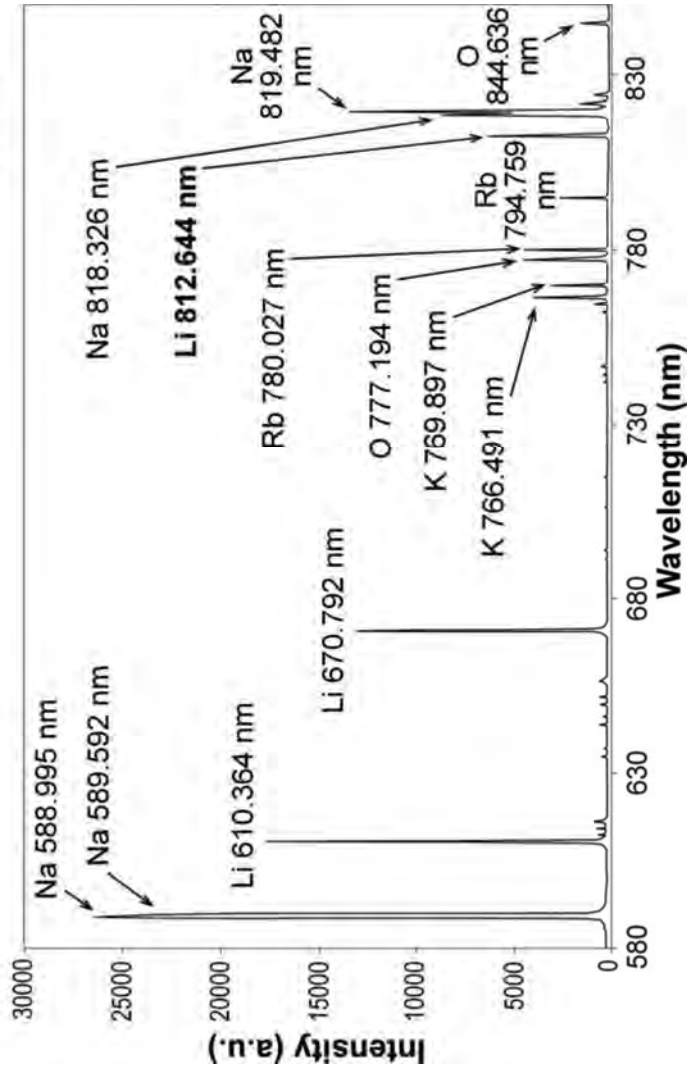 Intensity (a.u.)
30000
25000
20000
15000
10000
5000
0
580
630
680
730
780
830
Wavelength (nm)
Na 588.995 nm
Na 589.592 nm
Li 610.364 nm
Li 670.792 nm
K 766.491 nm
K 769.897 nm
O 777.194 nm
Rb 780.027 nm
Rb
794.759
nm
Li 812.644 nm
Na 818.326 nm
Na
819.482
nm
O
844.636
nm